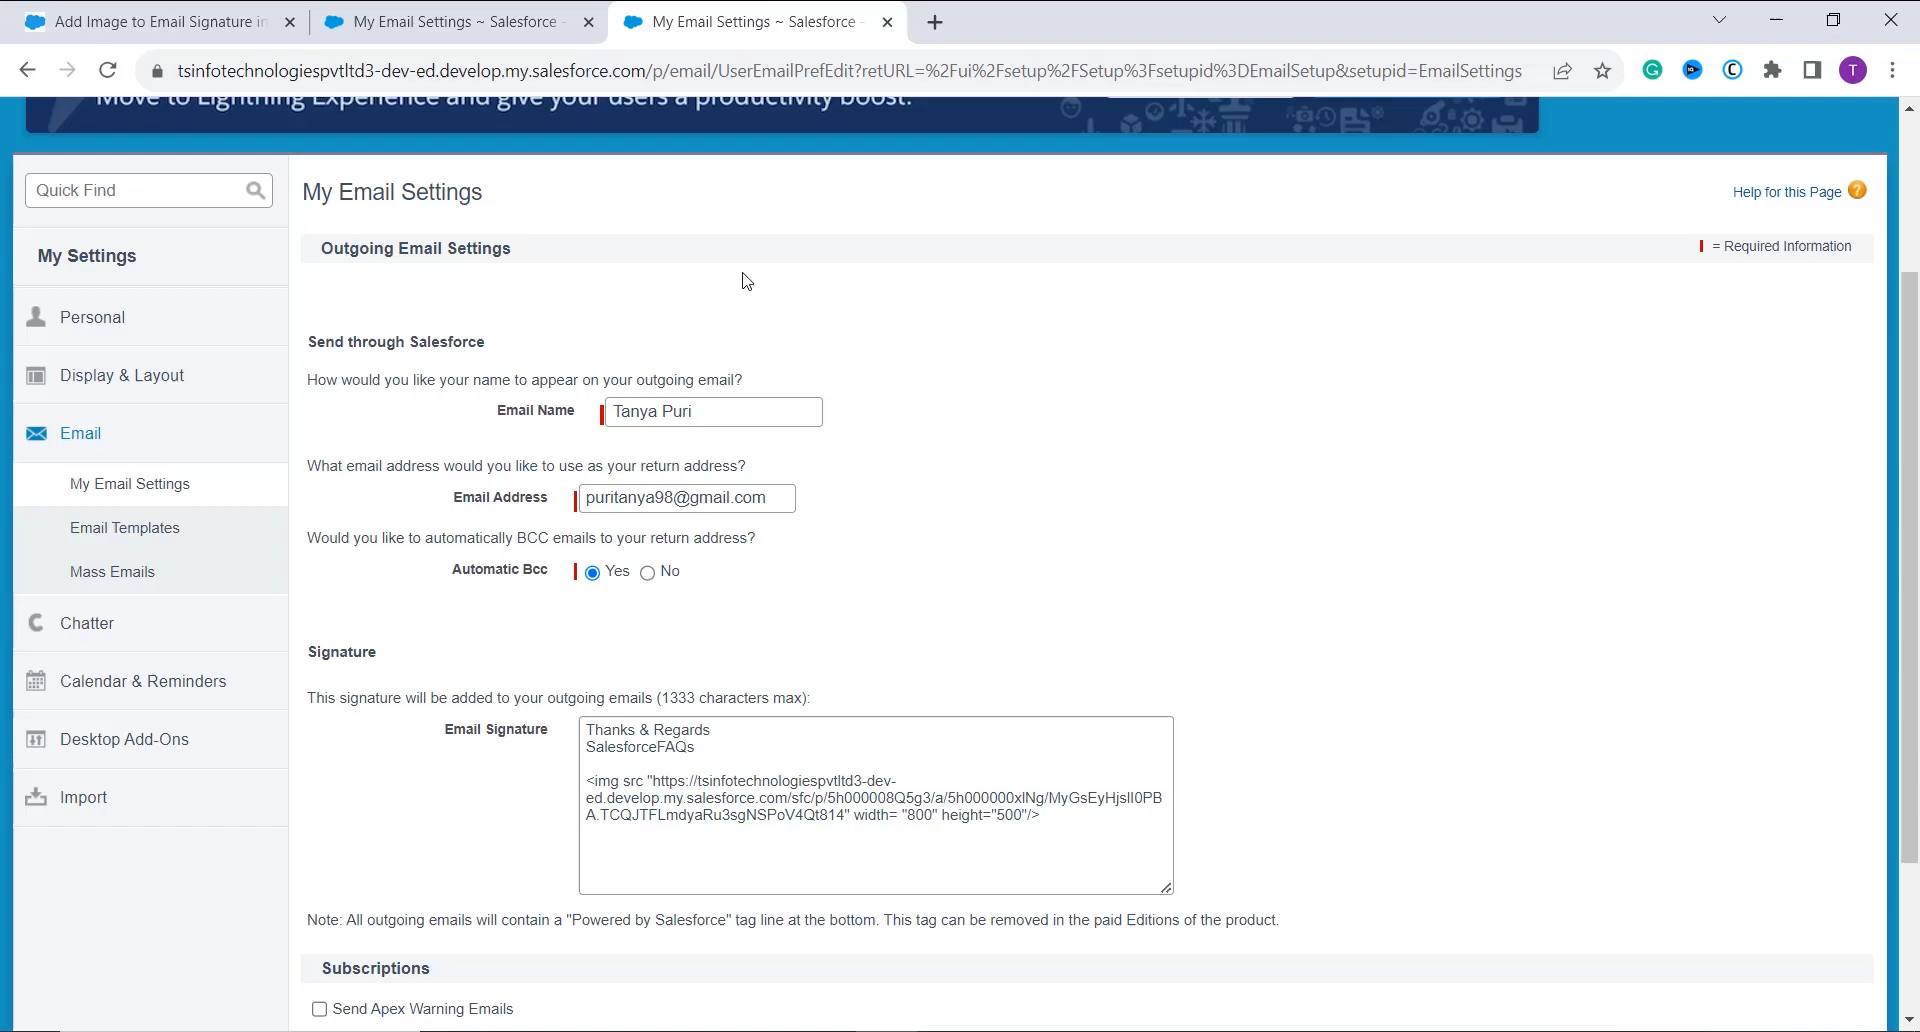 Add Image to Email Signature in
My Email Settings ~ Salesforce -
My Email Settings ~ Salesforce -
tsinfotechnologiespvtltd3-dev-ed.develop.my.salesforce.com/p/email/UserEmailPrefEdit?retURL=%2Fui%2Fsetup%2FSetup%3Fsetupid%3DEmailSetup&setupid=EmailSettings
T
Move to Lightning Experience and give your users a productivity boost.
Quick Find
My Email Settings
Help for this Page ?
My Settings
Outgoing Email Settings
= Required Information
Personal
Display & Layout
Email
My Email Settings
Email Templates
Mass Emails
Chatter
Calendar & Reminders
Desktop Add-Ons
Import
Send through Salesforce
How would you like your name to appear on your outgoing email?
Email Name
Tanya Puri
What email address would you like to use as your return address?
Email Address
puritanya98@gmail.com
Would you like to automatically BCC emails to your return address?
Automatic Bcc
Yes
No
Signature
This signature will be added to your outgoing emails (1333 characters max):
Email Signature
Thanks & Regards
SalesforceFAQs
<img src "https://tsinfotechnologiespvtltd3-dev-
ed.develop.my.salesforce.com/sfc/p/5h000008Q5g3/a/5h000000xlNg/MyGsEyHjslI0PB
A.TCQJTFLmdyaRu3sgNSPoV4Qt814" width= "800" height="500"/>
Note: All outgoing emails will contain a "Powered by Salesforce" tag line at the bottom. This tag can be removed in the paid Editions of the product.
Subscriptions
Send Apex Warning Emails